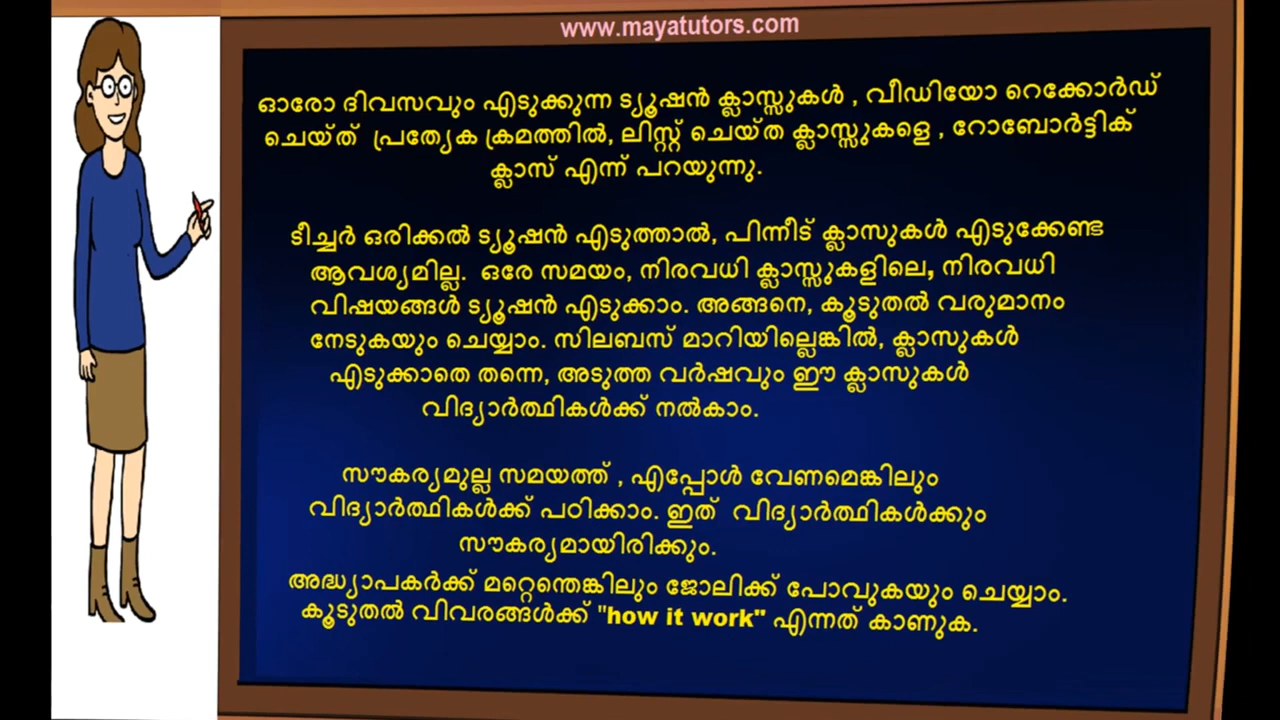 www.mayatutors.com
ഓരോ ദിവസവും എടുക്കുന്ന ട്യൂഷൻ ക്ലാസ്സുകൾ , വീഡിയോ റെക്കോർഡ്
ചെയ്ത് പ്രത്യേക ക്രമത്തിൽ, ലിസ്റ്റ് ചെയ്ത ക്ലാസ്സുകളെ , റോബോർട്ടിക്
ക്ലാസ് എന്ന് പറയുന്നു.
ടീച്ചർ ഒരിക്കൽ ട്യൂഷൻ എടുത്താൽ, പിന്നീട് ക്ലാസുകൾ എടുക്കേണ്ട
ആവശ്യമില്ല. ഒരേ സമയം, നിരവധി ക്ലാസ്സുകളിലെ, നിരവധി
വിഷയങ്ങൾ ട്യൂഷൻ എടുക്കാം. അങ്ങനെ, കൂടുതൽ വരുമാനം
നേടുകയും ചെയ്യാം. സിലബസ് മാറിയില്ലെങ്കിൽ, ക്ലാസുകൾ
എടുക്കാതെ തന്നെ, അടുത്ത വർഷവും ഈ ക്ലാസുകൾ
വിദ്യാർത്ഥികൾക്ക് നൽകാം.
സൗകര്യമുല്ല സമയത്ത് , എപ്പോൾ വേണമെങ്കിലും
വിദ്യാർത്ഥികൾക്ക് പഠിക്കാം. ഇത് വിദ്യാർത്ഥികൾക്കും
സൗകര്യമായിരിക്കും.
അദ്ധ്യാപകർക്ക് മറ്റെന്തെങ്കിലും ജോലിക്ക് പോവുകയും ചെയ്യാം.
കൂടുതൽ വിവരങ്ങൾക്ക് "how it work" എന്നത് കാണുക.